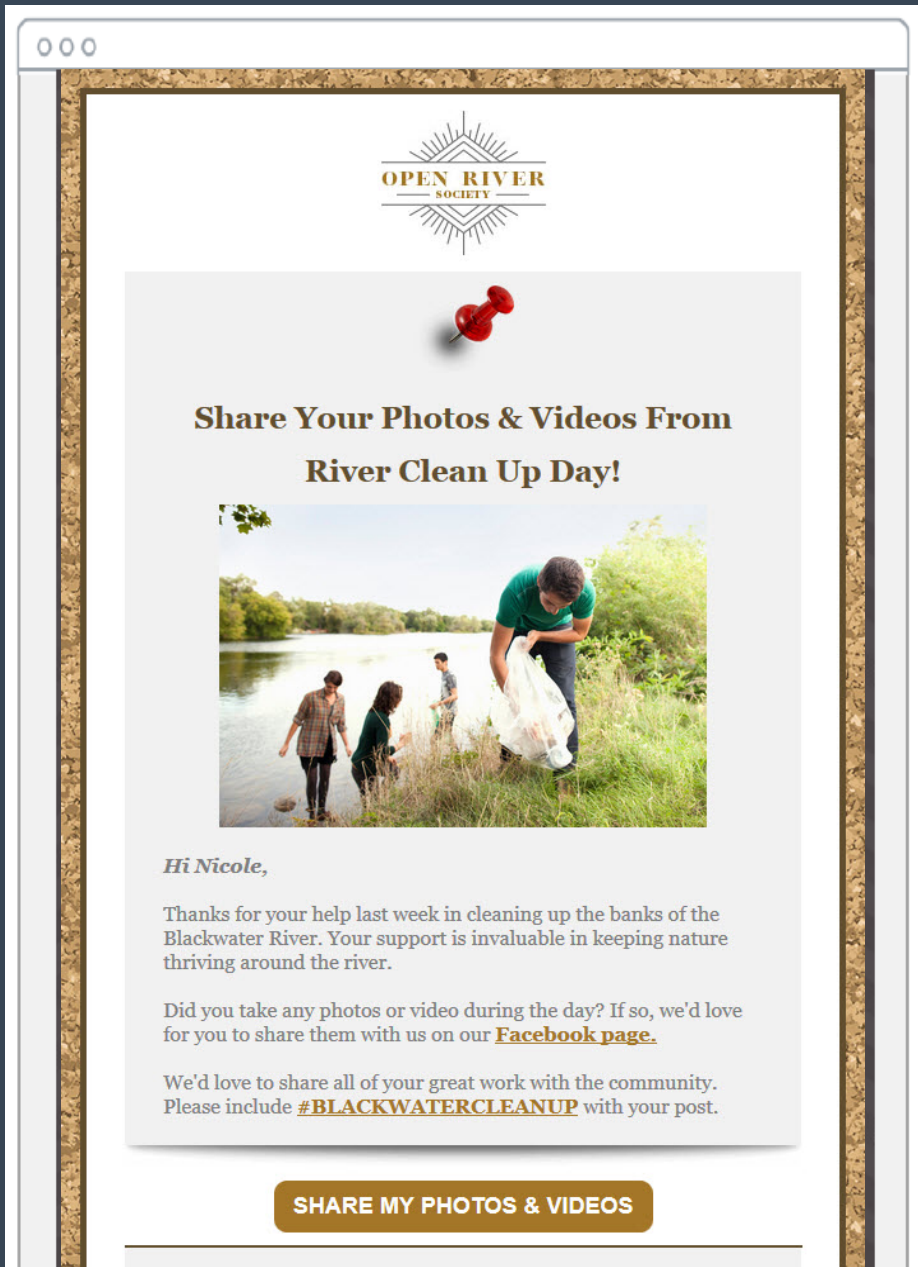 OPEN RIVER
SOCIETY
Share Your Photos & Videos From
River Clean Up Day!
Hi Nicole,
Thanks for your help last week in cleaning up the banks of the
Blackwater River. Your support is invaluable in keeping nature
thriving around the river.
Did you take any photos or video during the day? If so, we'd love
for you to share them with us on our Facebook page.
We'd love to share all of your great work with the community.
Please include #BLACKWATERCLEANUP with your post.
SHARE MY PHOTOS & VIDEOS